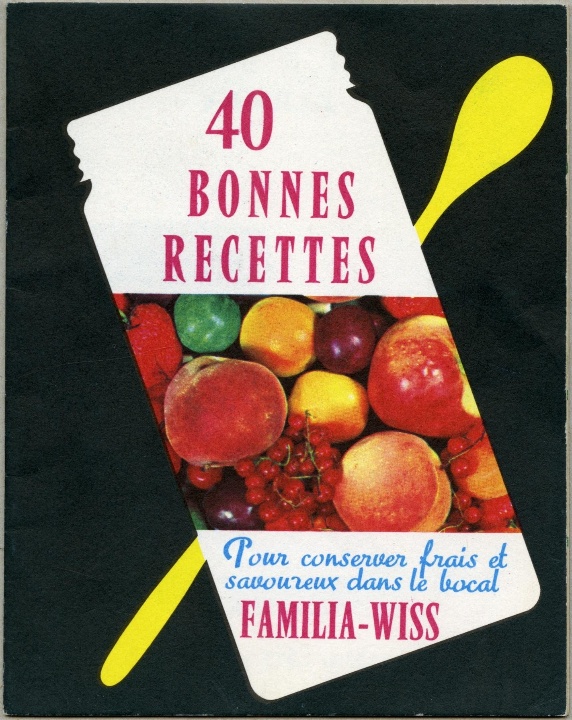 40
BONNES
RECETTES
Pour conserver frais et
savoureux dans le bocal
FAMILIA-WISS